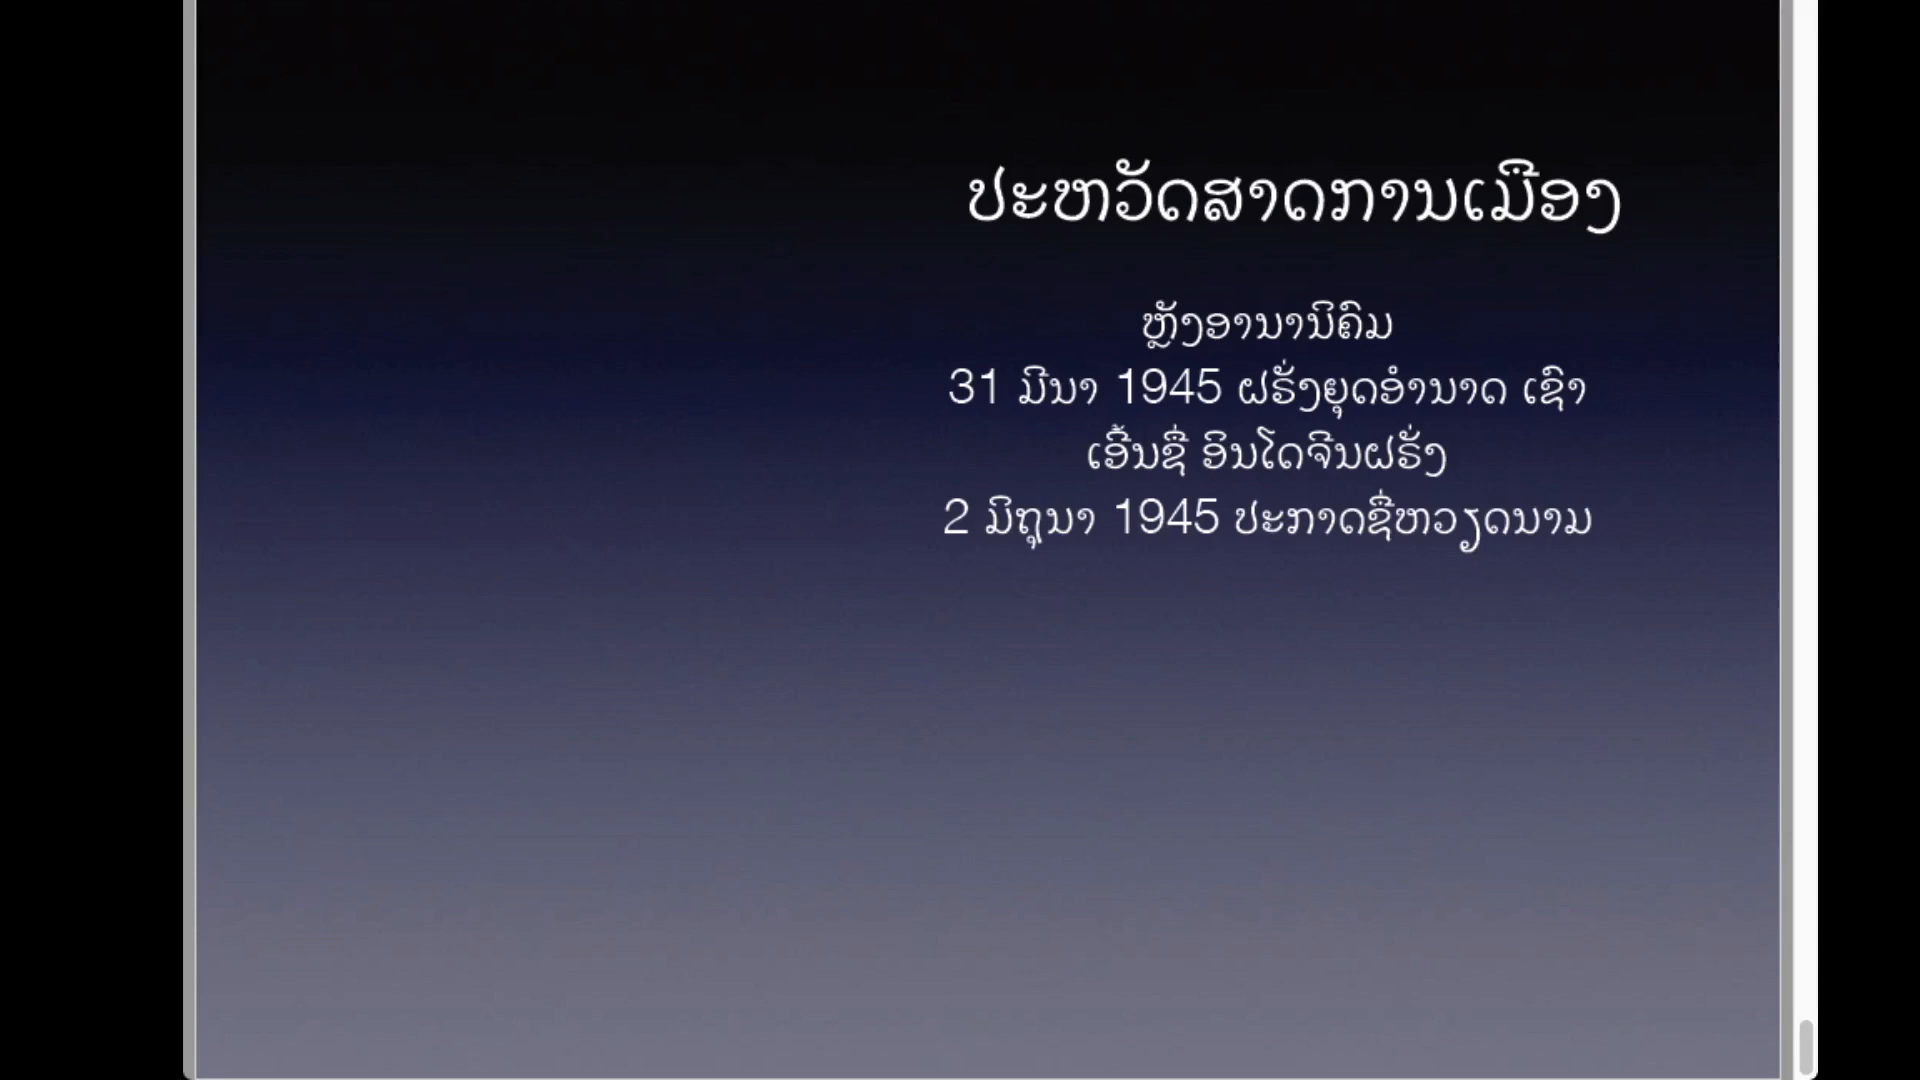 ປະຫວັດສາດການເມືອງ
ຫຼັງອານານິຄົມ
31 ມີນາ 1945 ຝຣັ່ງຍຸດອຳນາດ ເຊົາ
ເອີ້ນຊື່ ອິນໂດຈີນຝຣັ່ງ
2 ມິຖຸນາ 1945 ປະກາດຊື່ຫວຽດນາມ